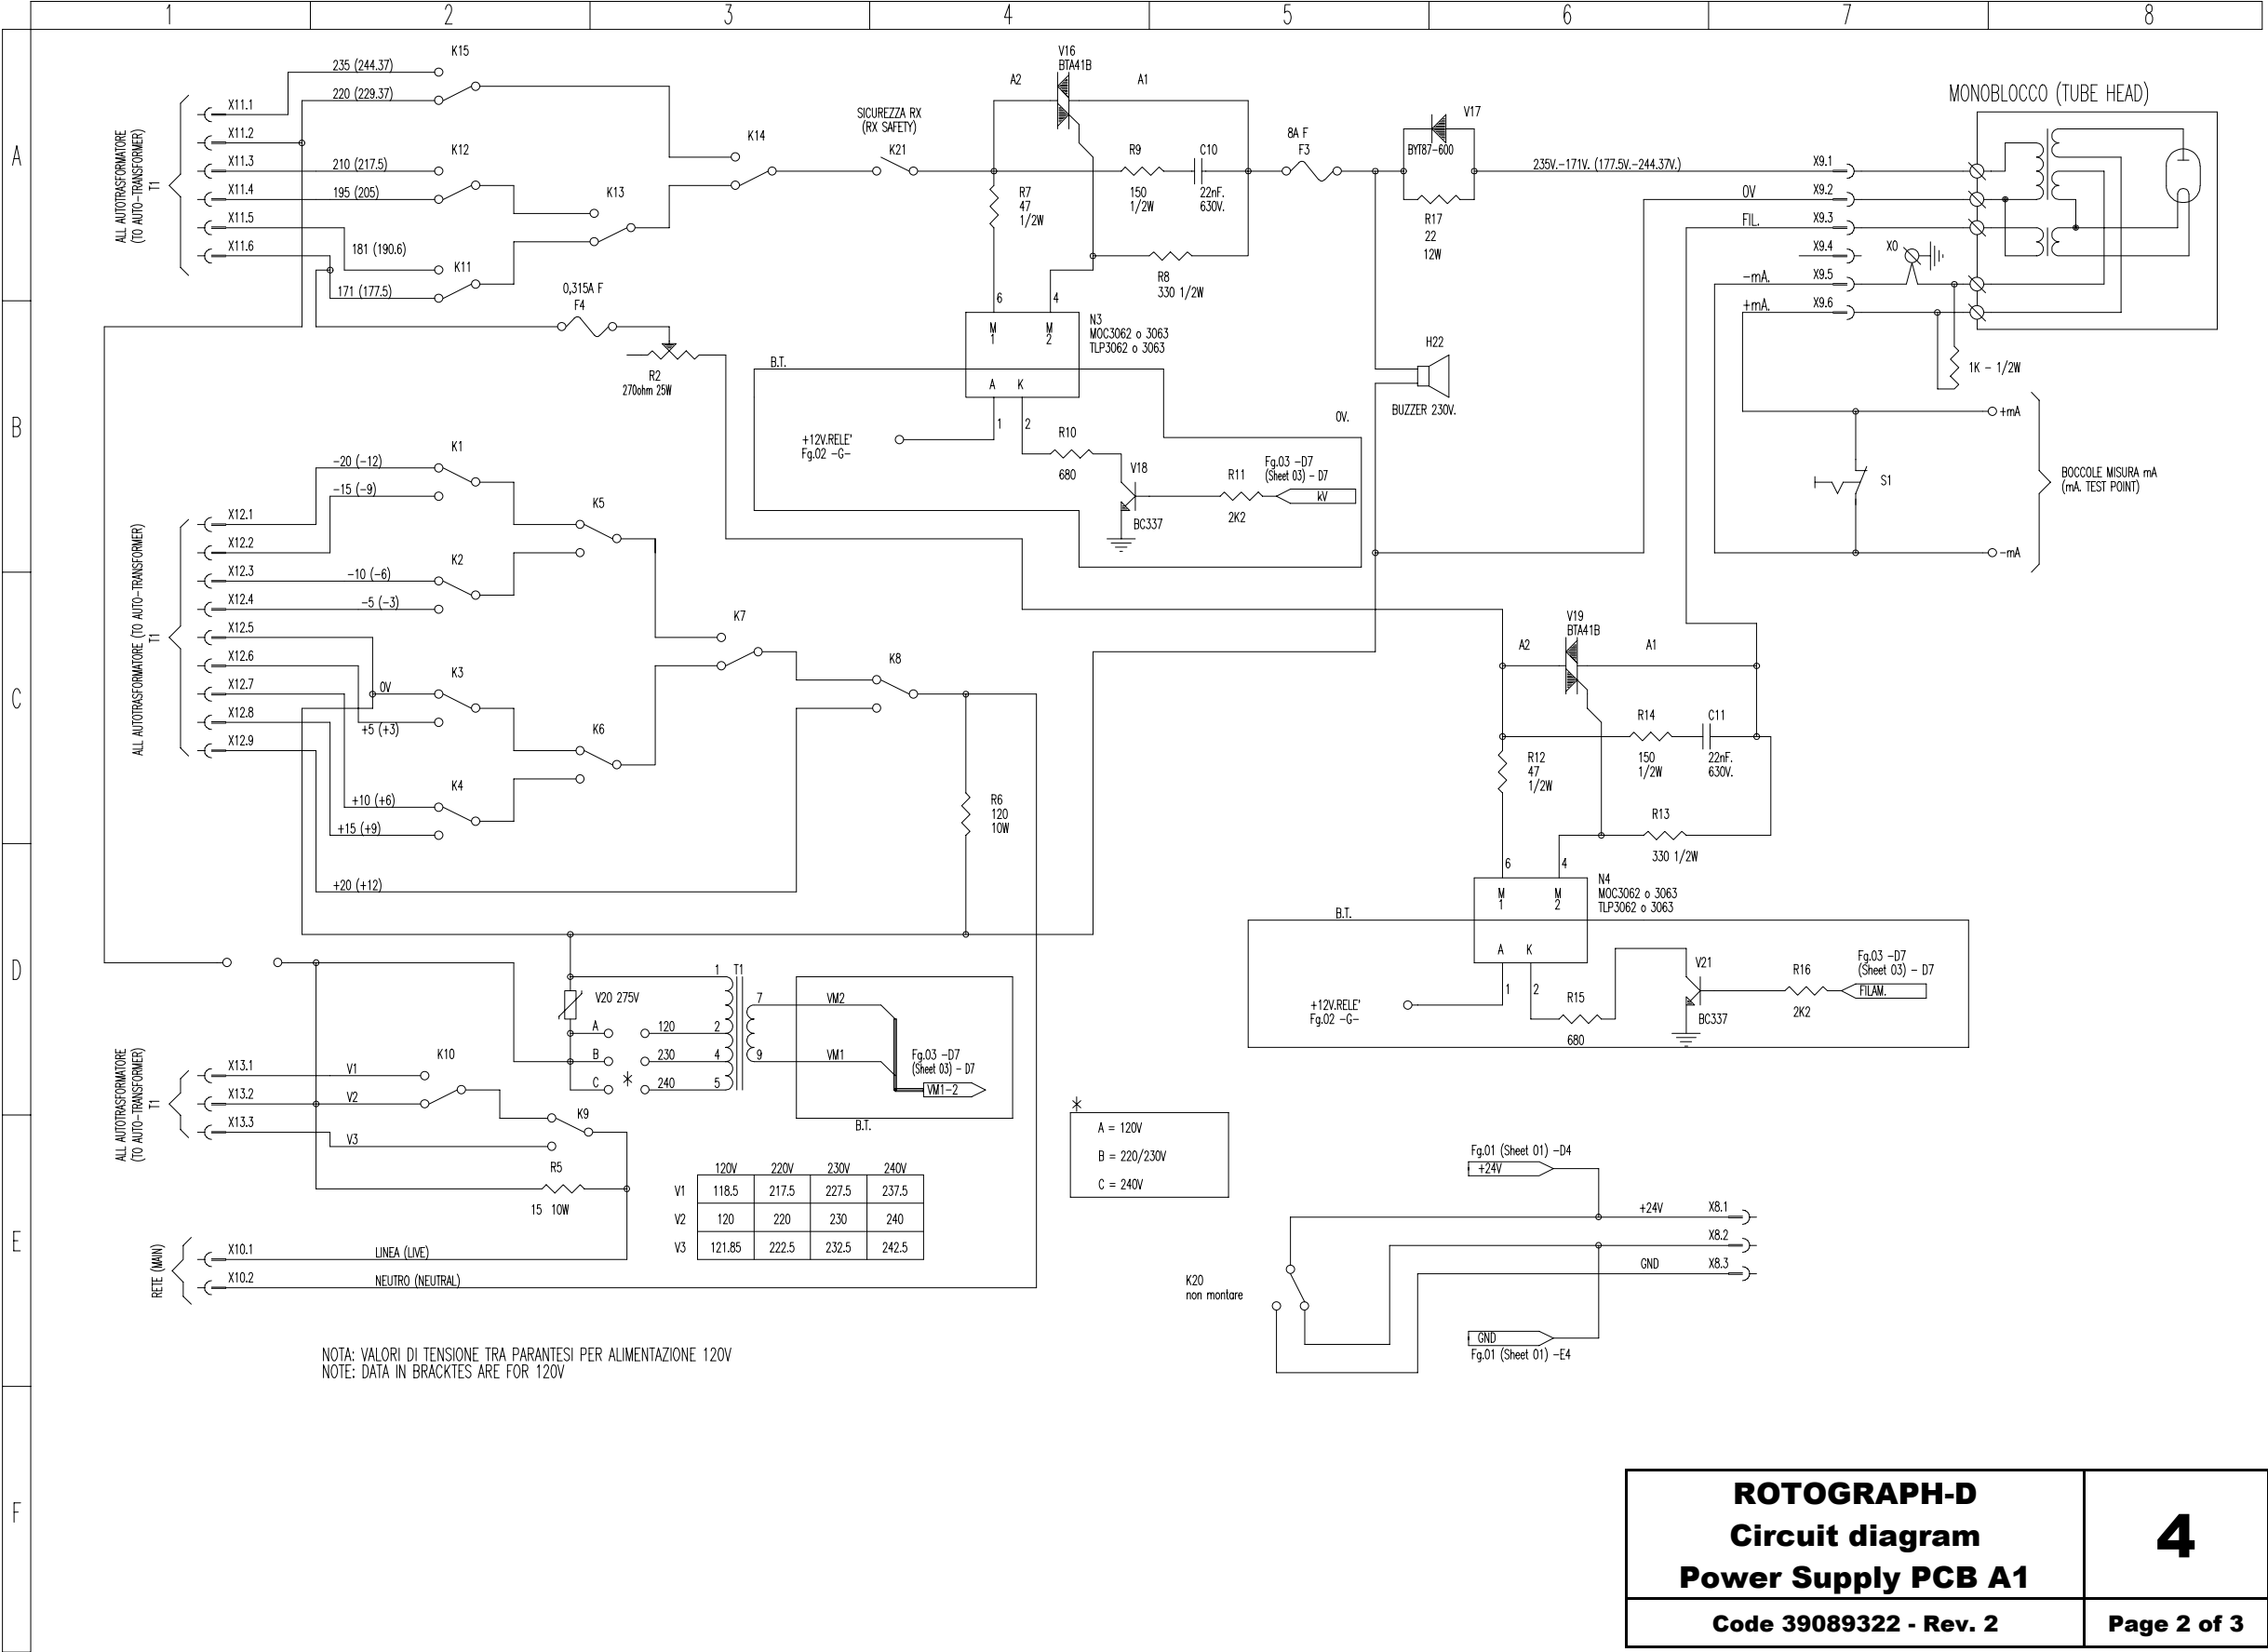 1 2 3 4 5 6 7 8
A
B
C
D
E
F
ALL AUTOTRASFORMATORE
(TO AUTO-TRANSFORMER)
T1
X11.1
X11.2
X11.3
X11.4
X11.5
X11.6
235 (244.37)
220 (229.37)
210 (217.5)
195 (205)
181 (190.6)
171 (177.5)
K15
K12
K11
K13
K14
SICUREZZA RX
(RX SAFETY)
K21
0,315A F
F4
R2
270ohm 25W
V16
BTA41B
A2
A1
R9
150
1/2W
C10
22nF.
630V.
R7
47
1/2W
R8
330 1/2W
6
4
M
1
M
2
N3
MOC3062 o 3063
TLP3062 o 3063
A
K
1
2
B.T.
+12V.RELE'
Fg.02 -G-
R10
680
V18
BC337
R11
2K2
Fg.03 -D7
(Sheet 03) - D7
kV
0V.
8A F
F3
V17
BYT87-600
R17
22
12W
H22
BUZZER 230V.
235V.-171V. (177.5V.-244.37V.)
0V
FIL.
-mA.
+mA.
X9.1
X9.2
X9.3
X9.4
X9.5
X9.6
X0
MONOBLOCCO (TUBE HEAD)
1K - 1/2W
+mA
S1
-mA
BOCCOLE MISURA mA
(mA. TEST POINT)
ALL AUTOTRASFORMATORE (TO AUTO-TRANSFORMER)
T1
X12.1
X12.2
X12.3
X12.4
X12.5
X12.6
X12.7
X12.8
X12.9
-20 (-12)
-15 (-9)
-10 (-6)
-5 (-3)
0V
+5 (+3)
+10 (+6)
+15 (+9)
+20 (+12)
K1
K2
K3
K4
K5
K6
K7
K8
R6
120
10W
V19
BTA41B
A2
A1
R14
150
1/2W
C11
22nF.
630V.
R12
47
1/2W
R13
330 1/2W
6
4
M
1
M
2
N4
MOC3062 o 3063
TLP3062 o 3063
A
K
1
2
B.T.
+12V.RELE'
Fg.02 -G-
R15
680
V21
BC337
R16
2K2
Fg.03 -D7
(Sheet 03) - D7
FILAM.
V20 275V
A
B
C
*
120
230
240
1
2
4
5
T1
7
9
VM2
VM1
Fg.03 -D7
(Sheet 03) - D7
VM1-2
B.T.
ALL AUTOTRASFORMATORE
(TO AUTO-TRANSFORMER)
T1
X13.1
X13.2
X13.3
V1
V2
V3
K10
K9
R5
15 10W
RETE (MAIN)
X10.1
X10.2
LINEA (LIVE)
NEUTRO (NEUTRAL)
120V 220V 230V 240V
V1 118.5 217.5 227.5 237.5
V2 120 220 230 240
V3 121.85 222.5 232.5 242.5
*
A = 120V
B = 220/230V
C = 240V
Fg.01 (Sheet 01) -D4
+24V
+24V
GND
X8.1
X8.2
X8.3
K20
non montare
GND
Fg.01 (Sheet 01) -E4
NOTA: VALORI DI TENSIONE TRA PARANTESI PER ALIMENTAZIONE 120V
NOTE: DATA IN BRACKTES ARE FOR 120V
ROTOGRAPH-D
Circuit diagram
Power Supply PCB A1
4
Code 39089322 - Rev. 2
Page 2 of 3